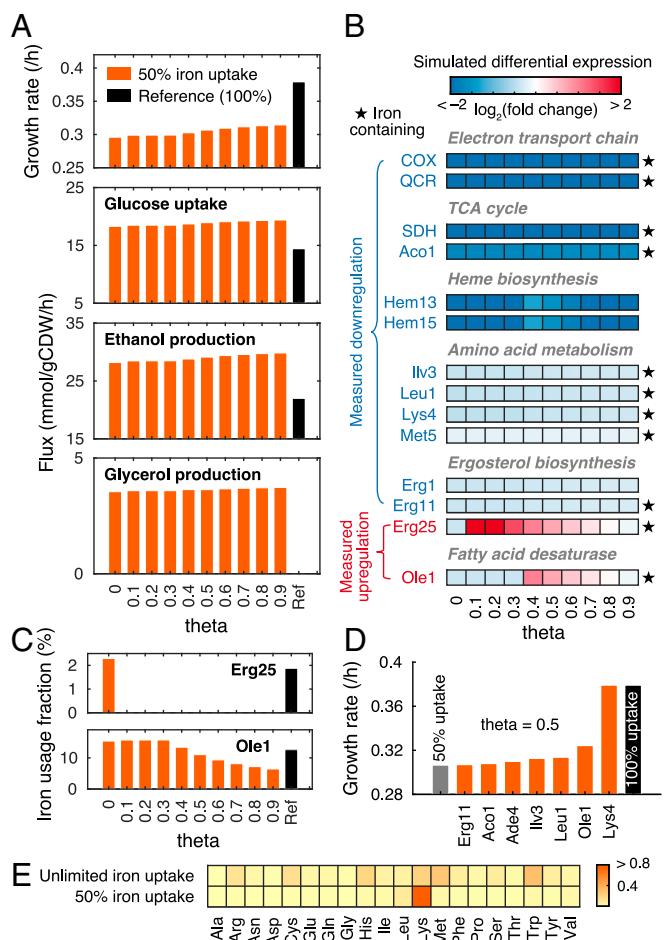 A
Growth rate (/h)
0.4
0.35
0.3
0.25
50% iron uptake
Reference (100%)
Flux (mmol/gCDW/h)
Glucose uptake
25
15
5
Ethanol production
35
25
15
Glycerol production
5
0
0 0.1 0.2 0.3 0.4 0.5 0.6 0.7 0.8 0.9 Ref
theta
B
Simulated differential expression
<-2 log2(fold change) > 2
★ Iron containing
Measured downregulation
Measured upregulation
Electron transport chain
COX ★
QCR ★
TCA cycle
SDH ★
Aco1 ★
Heme biosynthesis
Hem13
Hem15
Amino acid metabolism
Ilv3 ★
Leu1 ★
Lys4 ★
Met5 ★
Ergosterol biosynthesis
Erg1
Erg11 ★
Erg25 ★
Fatty acid desaturase
Ole1 ★
0 0.1 0.2 0.3 0.4 0.5 0.6 0.7 0.8 0.9
theta
C
Iron usage fraction (%)
Erg25
2
1
0
Ole1
10
0
0 0.1 0.2 0.3 0.4 0.5 0.6 0.7 0.8 0.9 Ref
theta
D
Growth rate (/h)
0.4
0.36
0.32
0.28
theta = 0.5
50% uptake
100% uptake
Erg11 Aco1 Ade4 Ilv3 Leu1 Ole1 Lys4
E
Unlimited iron uptake
50% iron uptake
Ala Arg Asn Asp Cys Glu Gln Gly His Ile Leu Lys Met Phe Pro Ser Thr Trp Tyr Val
> 0.8
0.4